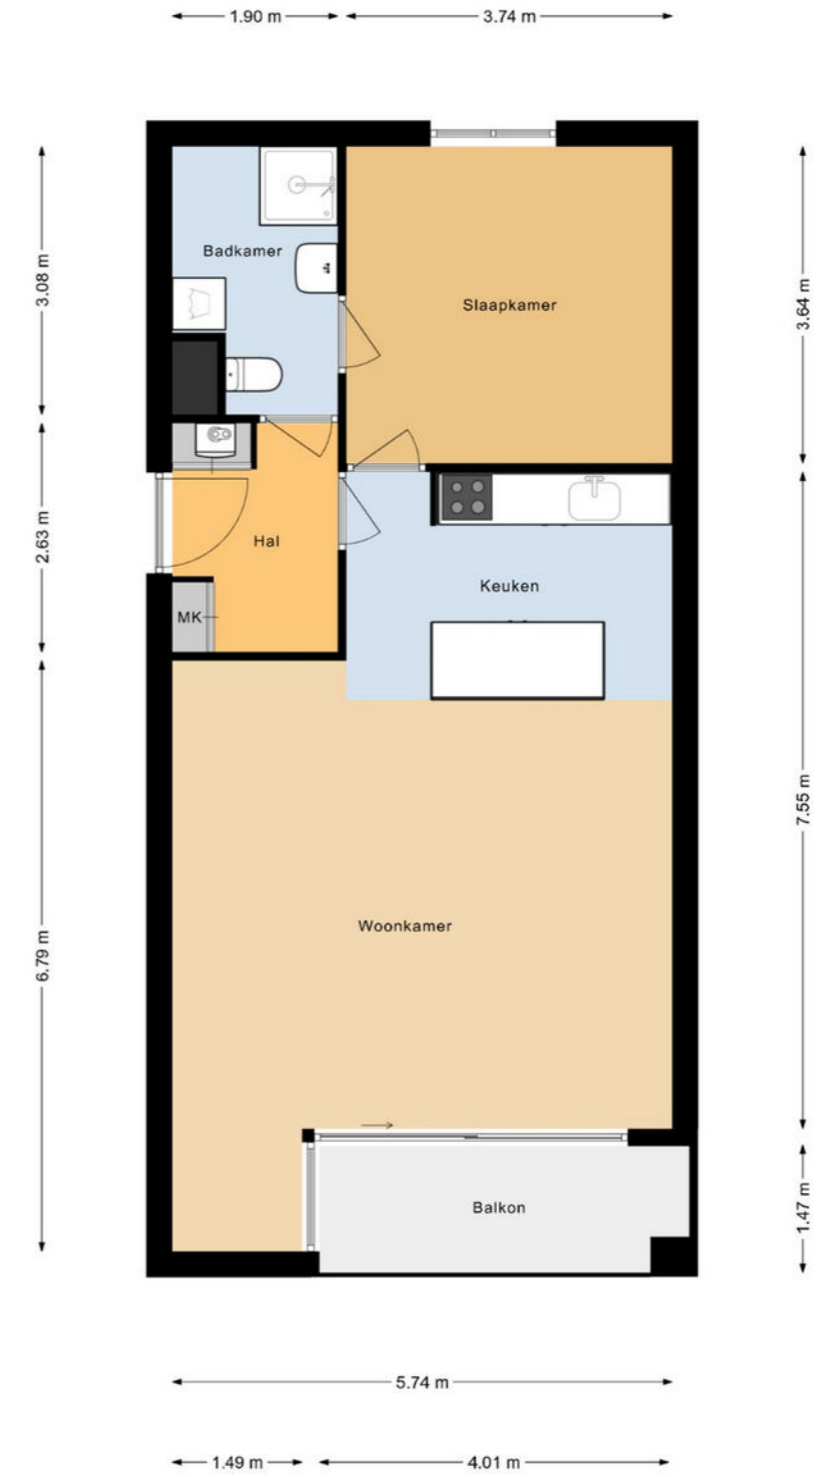 1.90 m
3.74 m
Badkamer
3.08 m
Slaapkamer
3.64 m
Hal
2.63 m
Keuken
MK
7.55 m
Woonkamer
6.79 m
Balkon
1.47 m
5.74 m
1.49 m
4.01 m